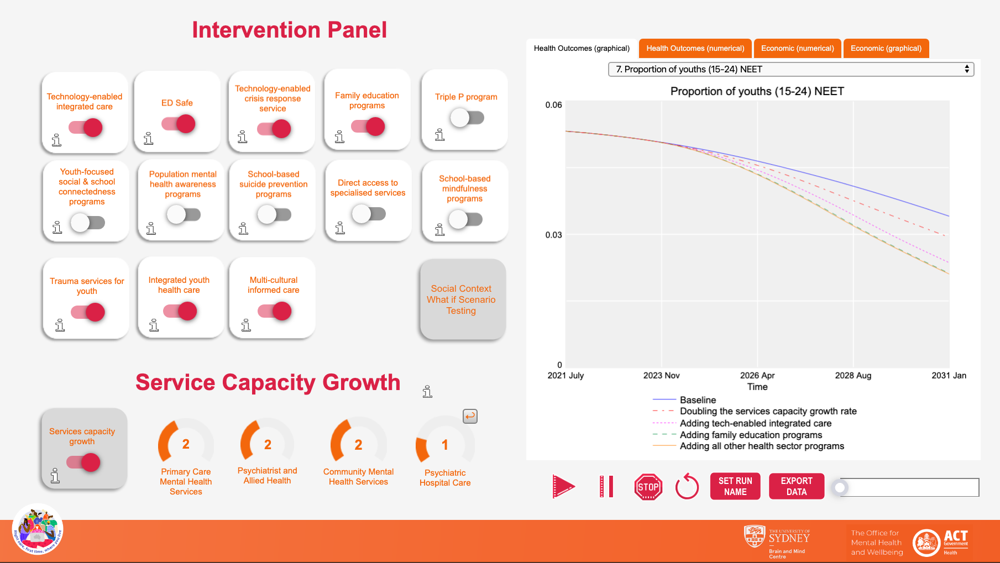 Intervention Panel
Technology-enabled
integrated care
ED Safe
Technology-enabled
crisis response
service
Family education
programs
Triple P program
Youth-focused
social & school
connectedness
programs
Population mental
health awareness
programs
School-based
suicide prevention
programs
Direct access to
specialised services
School-based
mindfulness
programs
Trauma services for
youth
Integrated youth
health care
Multi-cultural
informed care
Social Context
What if Scenario
Testing
Service Capacity Growth
Services capacity
growth
2
Primary Care
Mental Health
Services
2
Psychiatrist and
Allied Health
2
Community Mental
Health Services
1
Psychiatric
Hospital Care
Health Outcomes (graphical)
Health Outcomes (numerical)
Economic (numerical)
Economic (graphical)
7. Proportion of youths (15-24) NEET
Proportion of youths (15-24) NEET
0.06
0.03
0
2021 July
2023 Nov
2026 Apr
2028 Aug
2031 Jan
Time
Baseline
Doubling the services capacity growth rate
Adding tech-enabled integrated care
Adding family education programs
Adding all other health sector programs
STOP
SET RUN
NAME
EXPORT
DATA
Right care, first time, where you live
THE UNIVERSITY OF
SYDNEY
Brain and Mind
Centre
The Office for
Mental Health
and Wellbeing
ACT
Government
Health